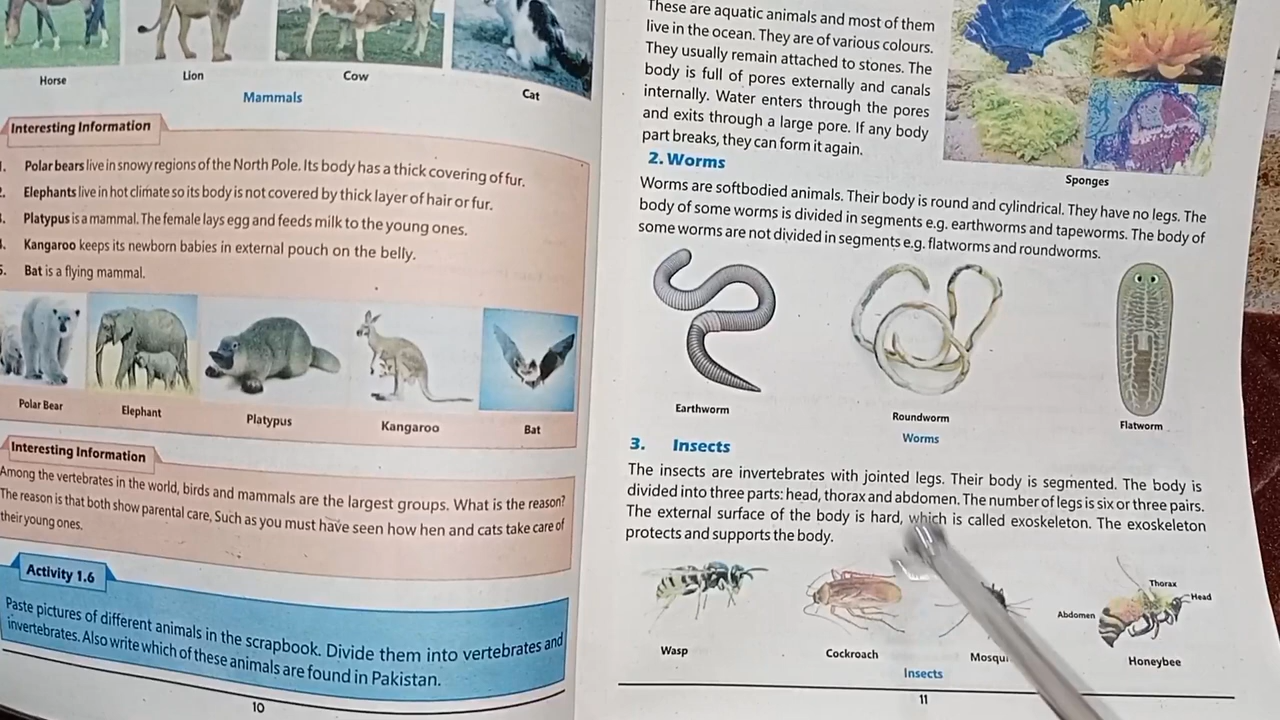 Horse
Lion
Cow
Cat
Mammals
Interesting Information
Polar bears live in snowy regions of the North Pole. Its body has a thick covering of fur.
Elephants live in hot climate so its body is not covered by thick layer of hair or fur.
Platypus is a mammal. The female lays egg and feeds milk to the young ones.
Kangaroo keeps its newborn babies in external pouch on the belly.
5. Bat is a flying mammal.
Polar Bear
Elephant
Platypus
Kangaroo
Bat
Interesting Information
Among the vertebrates in the world, birds and mammals are the largest groups. What is the reason?
The reason is that both show parental care, Such as you must have seen how hen and cats take care of
their young ones.
Activity 1.6
Paste pictures of different animals in the scrapbook. Divide them into vertebrates and
invertebrates. Also write which of these animals are found in Pakistan.
10
These are aquatic animals and most of them
live in the ocean. They are of various colours.
They usually remain attached to stones. The
body is full of pores externally and canals
internally. Water enters through the pores
and exits through a large pore. If any body
part breaks, they can form it again.
Sponges
2. Worms
Worms are softbodied animals. Their body is round and cylindrical. They have no legs. The
body of some worms is divided in segments e.g. earthworms and tapeworms. The body of
some worms are not divided in segments e.g. flatworms and roundworms.
Earthworm
Roundworm
Flatworm
Worms
3. Insects
The insects are invertebrates with jointed legs. Their body is segmented. The body is
divided into three parts: head, thorax and abdomen. The number of legs is six or three pairs.
The external surface of the body is hard, which is called exoskeleton. The exoskeleton
protects and supports the body.
Thorax
Head
Abdomen
Wasp
Cockroach
Mosqui
Honeybee
Insects
11